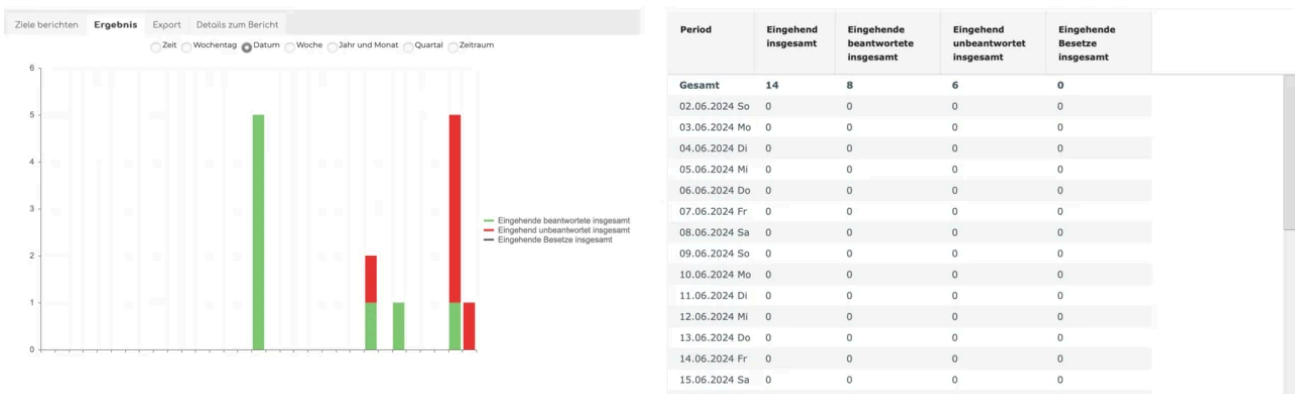 Ziele berichten Ergebnis Export Details zum Bericht
Zeit Wochentag Datum Woche Jahr und Monat Quartal Zeitraum
6
5
4
3
2
1
0
Eingehende beantwortete insgesamt
Eingehend unbeantwortet insgesamt
Eingehende Besetze insgesamt
Period Eingehend insgesamt Eingehende beantwortete insgesamt Eingehend unbeantwortet insgesamt Eingehende Besetze insgesamt
Gesamt 14 8 6 0
02.06.2024 So 0 0 0 0
03.06.2024 Mo 0 0 0 0
04.06.2024 Di 0 0 0 0
05.06.2024 Mi 0 0 0 0
06.06.2024 Do 0 0 0 0
07.06.2024 Fr 0 0 0 0
08.06.2024 Sa 0 0 0 0
09.06.2024 So 0 0 0 0
10.06.2024 Mo 0 0 0 0
11.06.2024 Di 0 0 0 0
12.06.2024 Mi 0 0 0 0
13.06.2024 Do 0 0 0 0
14.06.2024 Fr 0 0 0 0
15.06.2024 Sa 0 0 0 0